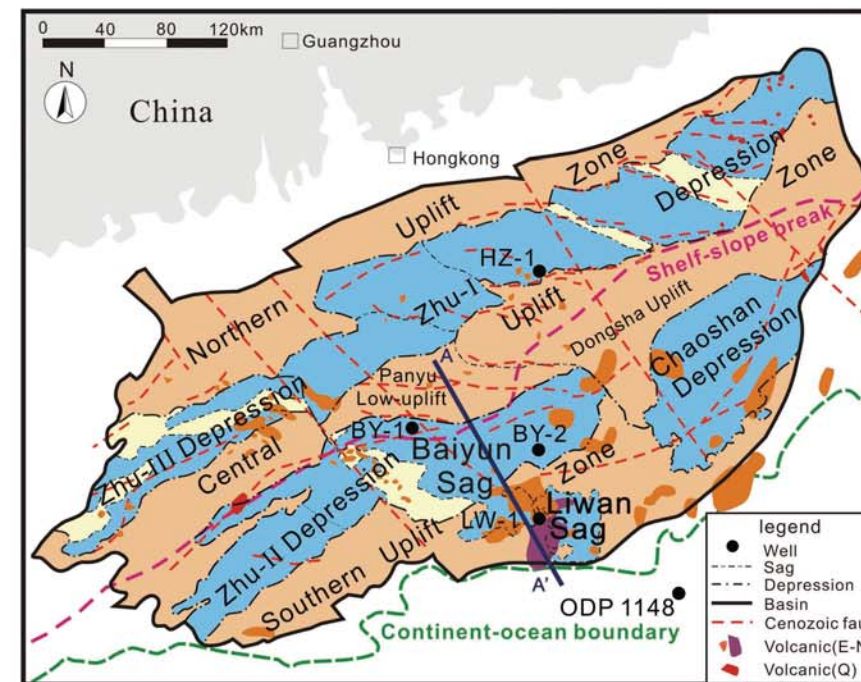 0 40 80 120km
Guangzhou
N
China
Hongkong
Northern Uplift Zone
Zhu-I Depression
HZ-1
Shelf-slope break
Central Uplift Zone
Dongsha Uplift
Chaoshan
Depression
A
Panyu
Low-uplift
BY-1
Baiyun
Sag
BY-2
Zhu-III Depression
Zhu-II Depression
Southern Uplift Zone
LW-1
Liwan
Sag
A'
ODP 1148
Continent-ocean boundary
legend
Well
Sag
Depression
Basin
Cenozoic fau
Volcanic(E-N
Volcanic(Q)